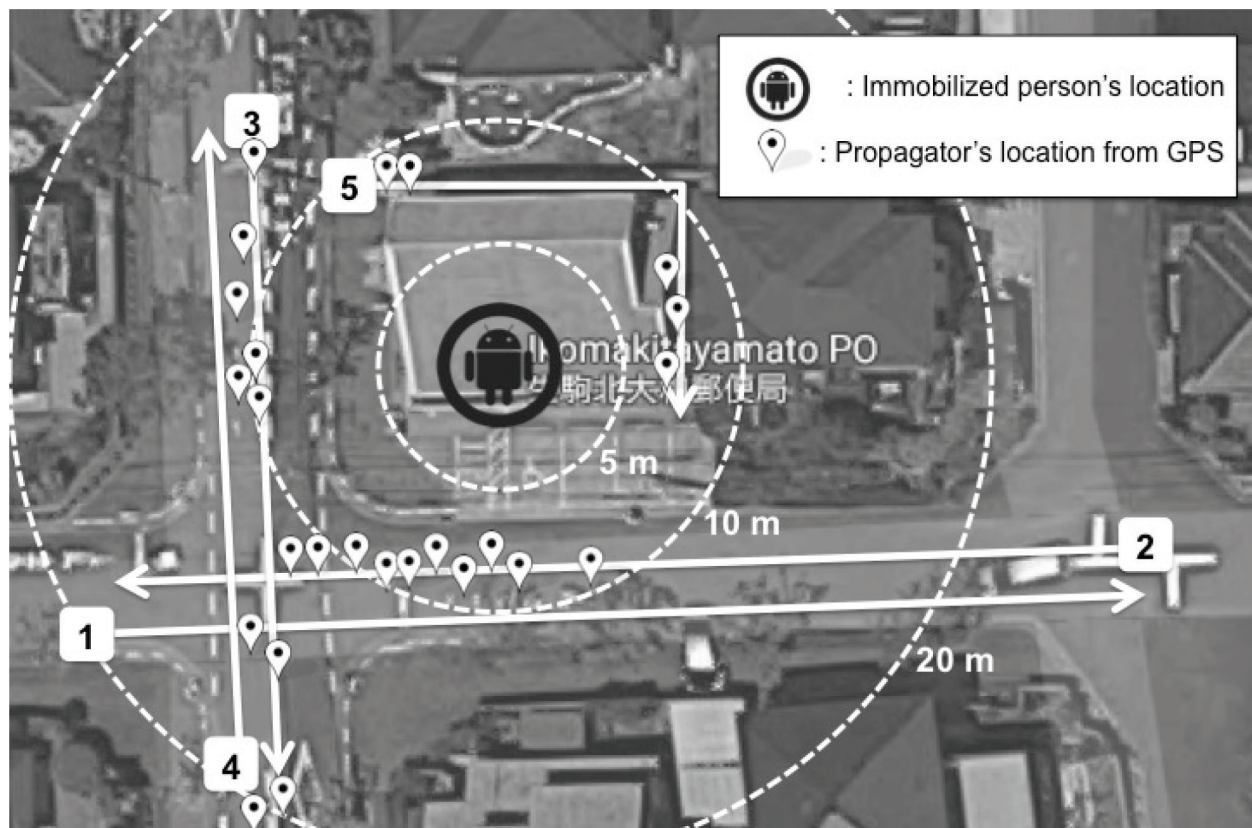 : Immobilized person's location
: Propagator's location from GPS
3
5
Ikomakitayamato PO
生駒北大和郵便局
5 m
10 m
2
1
20 m
4